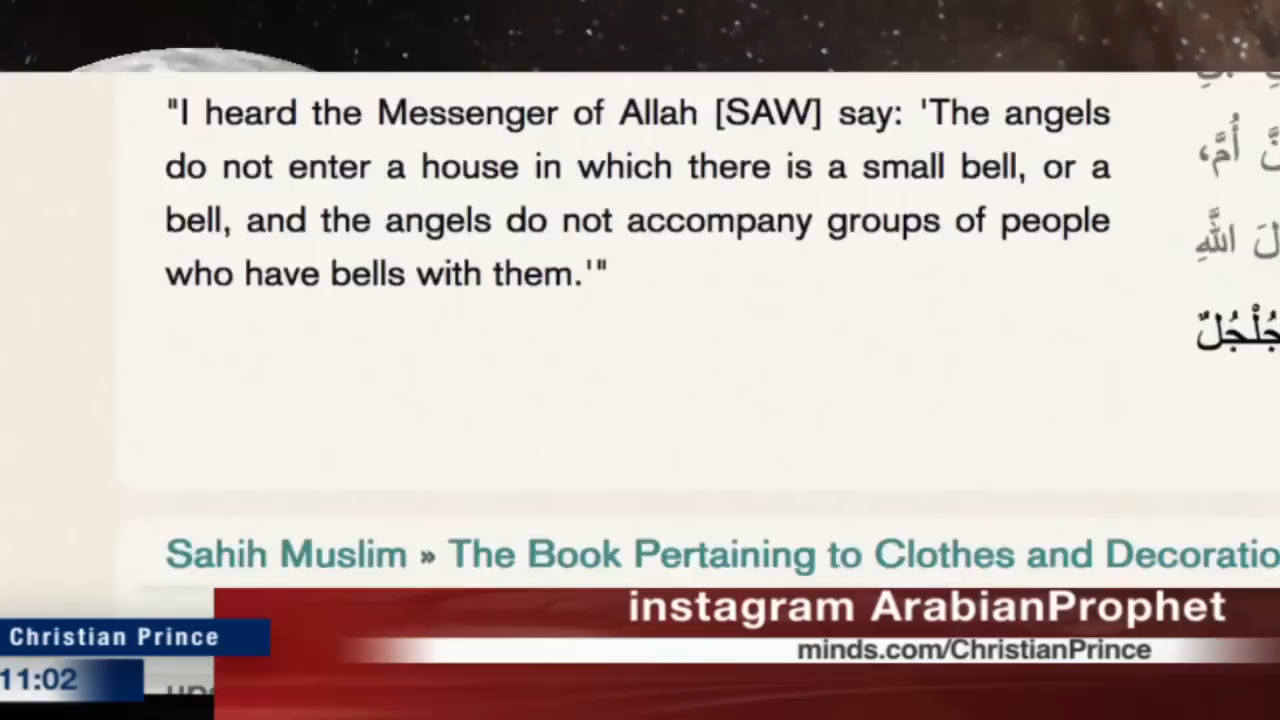 "I heard the Messenger of Allah [SAW] say: 'The angels
do not enter a house in which there is a small bell, or a
bell, and the angels do not accompany groups of people
who have bells with them.'"
أُمَّ،
اللَّهِ
جُلْجُلٌ
Sahih Muslim » The Book Pertaining to Clothes and Decoratio
instagram ArabianProphet
Christian Prince
minds.com/ChristianPrince
11:02